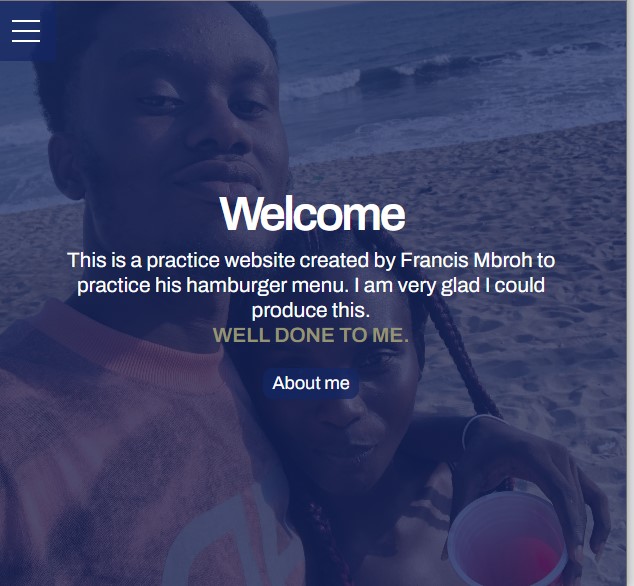 Welcome
This is a practice website created by Francis Mbroh to
practice his hamburger menu. I am very glad I could
produce this.
WELL DONE TO ME.
About me